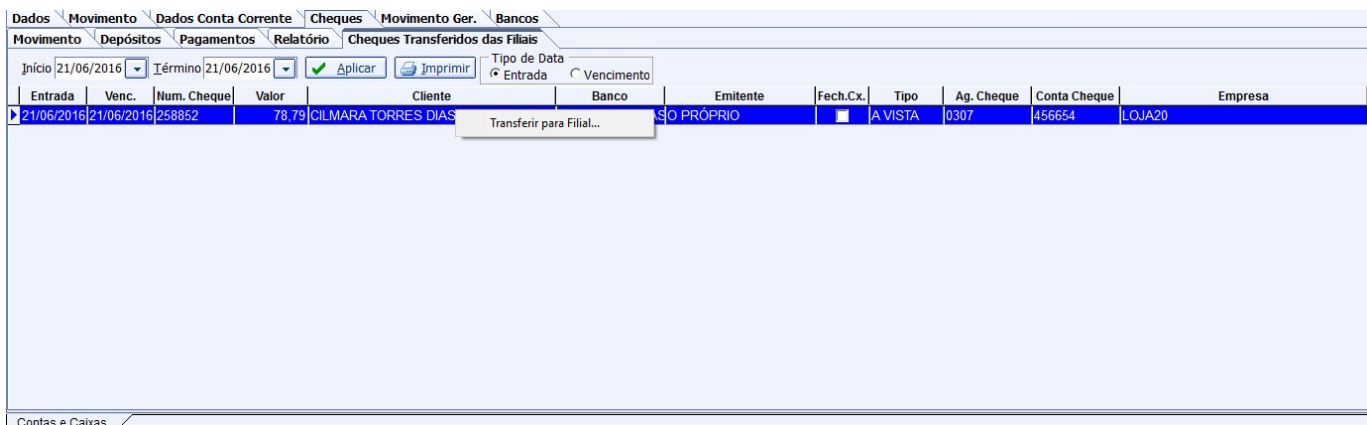 Dados Movimento Dados Conta Corrente Cheques Movimento Ger. Bancos
Movimento Depósitos Pagamentos Relatório Cheques Transferidos das Filiais
Tipo de Data
Início 21/06/2016 Término 21/06/2016 Aplicar Imprimir Entrada Vencimento
Entrada Venc. Num. Cheque Valor Cliente Banco Emitente Fech.Cx. Tipo Ag. Cheque Conta Cheque Empresa
21/06/2016 21/06/2016 258852 78,79 CILMARA TORRES DIAS O PRÓPRIO A VISTA 0307 456654 LOJA20
Transferir para Filial...
Contas e Caixas